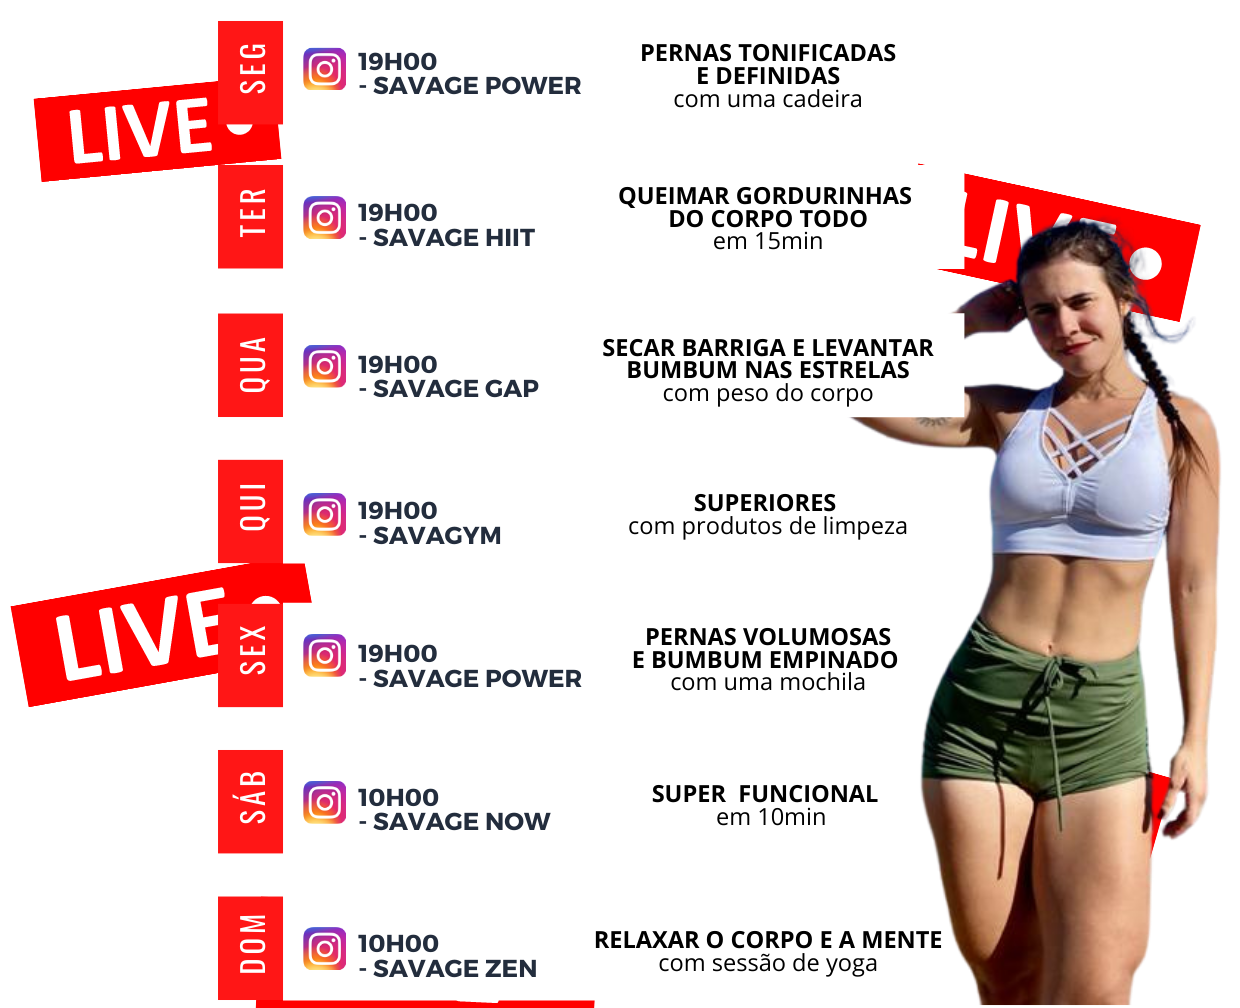 SEG
19H00
- SAVAGE POWER
PERNAS TONIFICADAS
E DEFINIDAS
com uma cadeira
LIVE
TER
19H00
- SAVAGE HIIT
QUEIMAR GORDURINHAS
DO CORPO TODO
em 15min
LIVE
QUA
19H00
- SAVAGE GAP
SECAR BARRIGA E LEVANTAR
BUMBUM NAS ESTRELAS
com peso do corpo
QUI
19H00
- SAVAGYM
SUPERIORES
com produtos de limpeza
LIVE
SEX
19H00
- SAVAGE POWER
PERNAS VOLUMOSAS
E BUMBUM EMPINADO
com uma mochila
SÁB
10H00
- SAVAGE NOW
SUPER FUNCIONAL
em 10min
DOM
10H00
- SAVAGE ZEN
RELAXAR O CORPO E A MENTE
com sessão de yoga